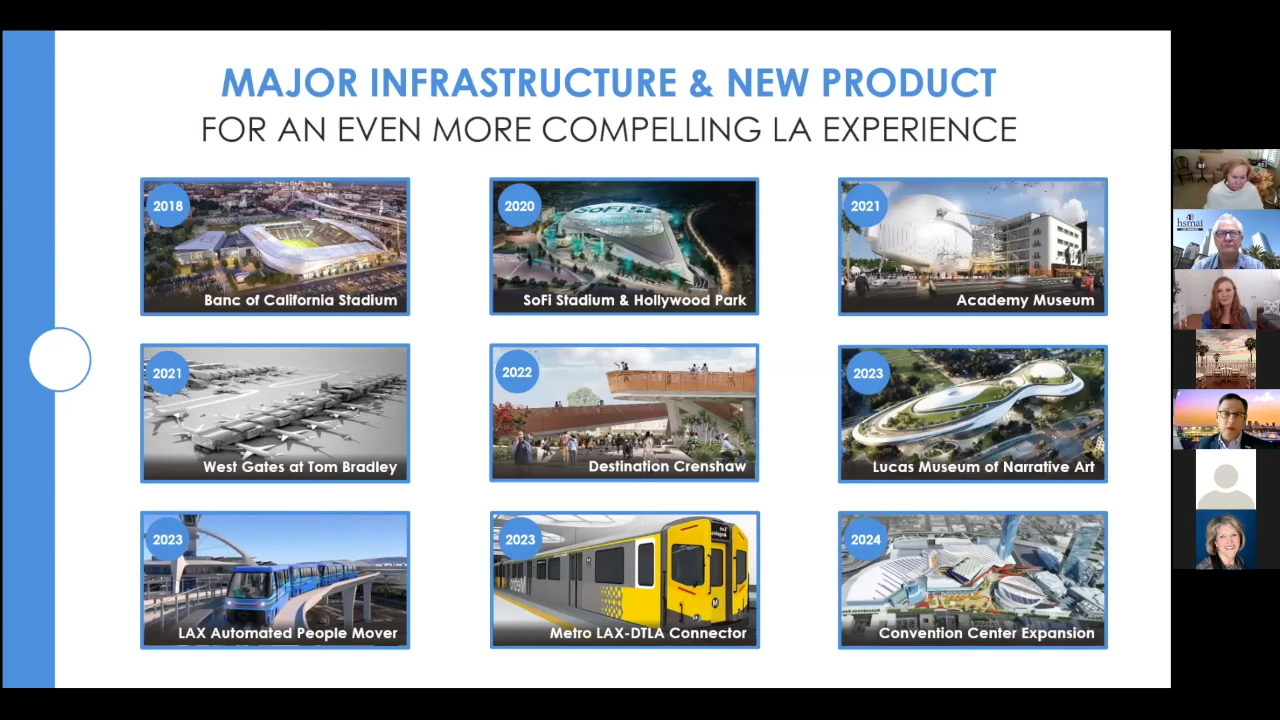 MAJOR INFRASTRUCTURE & NEW PRODUCT
FOR AN EVEN MORE COMPELLING LA EXPERIENCE
2018
Banc of California Stadium
2020
SoFi
SoFi Stadium & Hollywood Park
2021
Academy Museum
2021
West Gates at Tom Bradley
2022
Destination Crenshaw
2023
Lucas Museum of Narrative Art
2023
LAX Automated People Mover
2023
M
Metro LAX-DTLA Connector
2024
Convention Center Expansion
hsmai